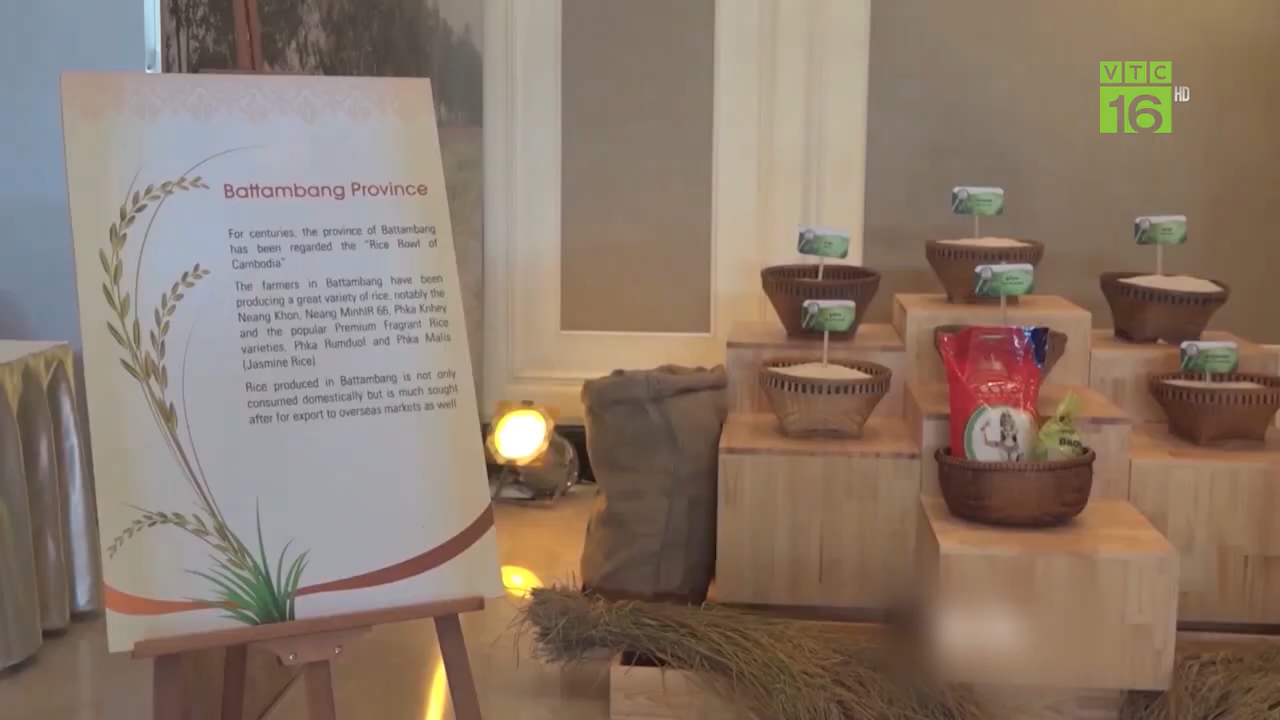 VTC
16
HD
Battambang Province
For centuries, the province of Battambang
has been regarded the "Rice Bowl of
Cambodia"
The farmers in Battambang have been
producing a great variety of rice, notably the
Neang Khon, Neang MinhIR 66, Phka Knhey
and the popular Premium Fragrant Rice
varieties, Phka Rumduol and Phka Malis
(Jasmine Rice)
Rice produced in Battambang is not only
consumed domestically but is much sought
after for export to overseas markets as well